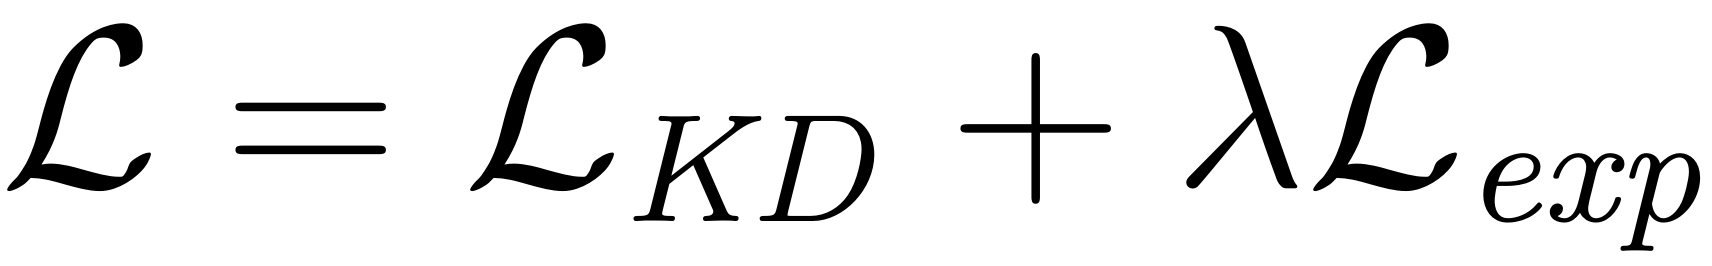 ℒ = ℒ_{KD} + λℒ_{exp}